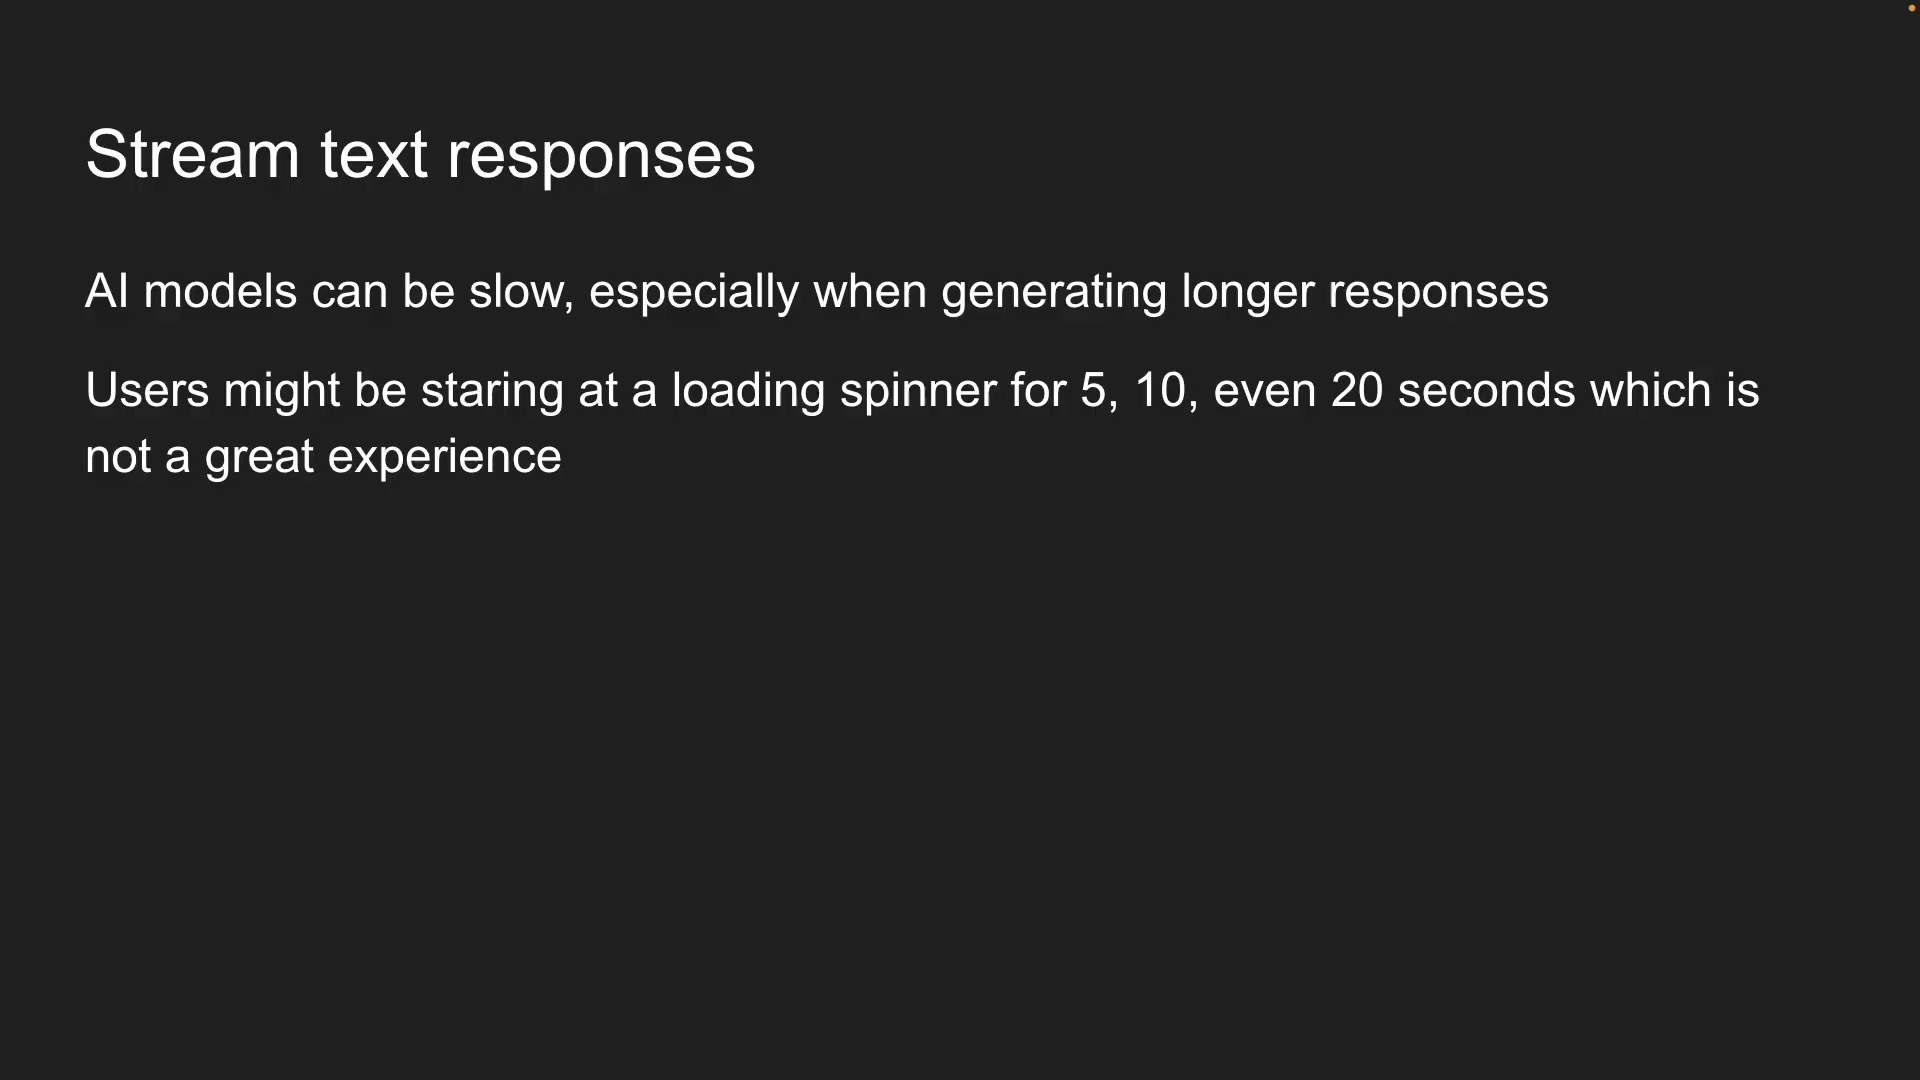 Stream text responses
AI models can be slow, especially when generating longer responses
Users might be staring at a loading spinner for 5, 10, even 20 seconds which is
not a great experience